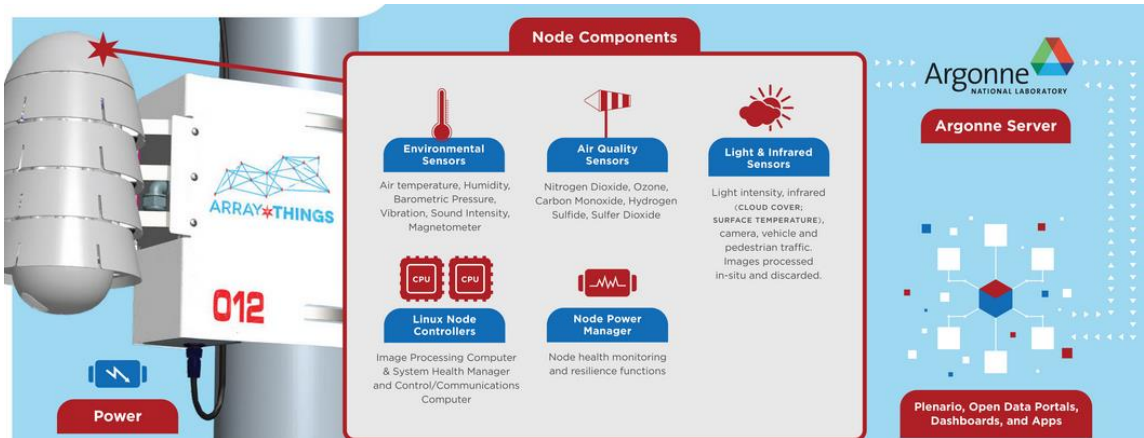 Node Components
Environmental
Sensors
Air temperature, Humidity,
Barometric Pressure,
Vibration, Sound Intensity,
Magnetometer
Air Quality
Sensors
Nitrogen Dioxide, Ozone,
Carbon Monoxide, Hydrogen
Sulfide, Sulfer Dioxide
Light & Infrared
Sensors
Light intensity, infrared
(CLOUD COVER;
SURFACE TEMPERATURE),
camera, vehicle and
pedestrian traffic.
Images processed
in-situ and discarded.
CPU CPU
Linux Node
Controllers
Image Processing Computer
& System Health Manager
and Control/Communications
Computer
Node Power
Manager
Node health monitoring
and resilience functions
ARRAY THINGS
012
Power
Argonne
NATIONAL LABORATORY
Argonne Server
Plenario, Open Data Portals,
Dashboards, and Apps